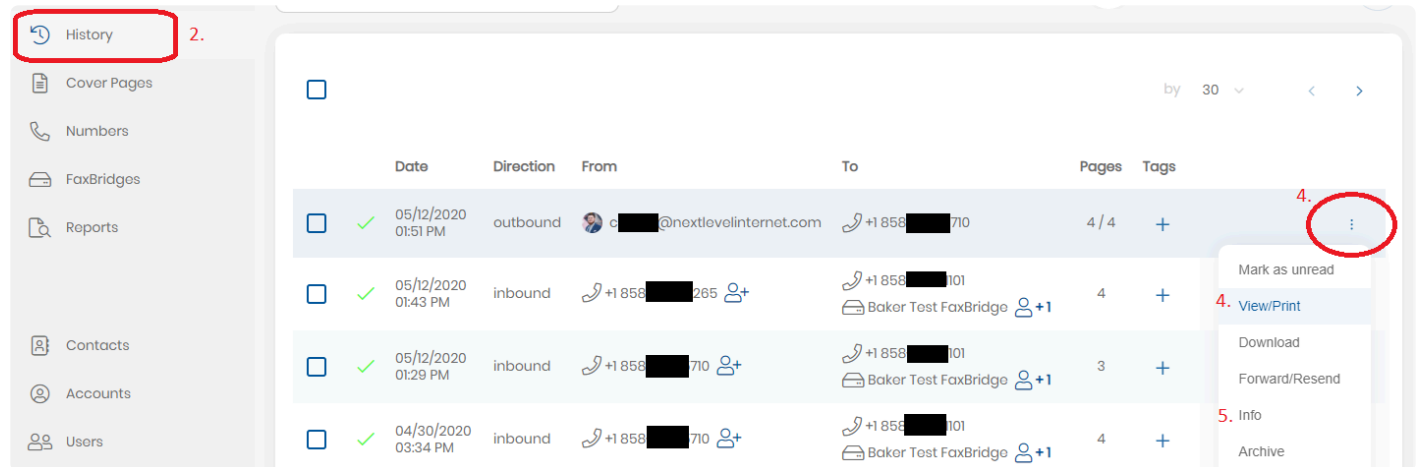 History 2.
Cover Pages
Numbers
FaxBridges
Reports
Contacts
Accounts
Users
by 30
Date Direction From To Pages Tags
4.
05/12/2020
01:51 PM
outbound c @nextlevelinternet.com +1 858 710 4 / 4 +
05/12/2020
01:43 PM
inbound +1 858 265 + +1 858 101
Baker Test FaxBridge +1
4 +
05/12/2020
01:29 PM
inbound +1 858 710 + +1 858 101
Baker Test FaxBridge +1
3 +
04/30/2020
03:34 PM
inbound +1 858 710 + +1 858 101
Baker Test FaxBridge +1
4 +
Mark as unread
4. View/Print
Download
Forward/Resend
5. Info
Archive